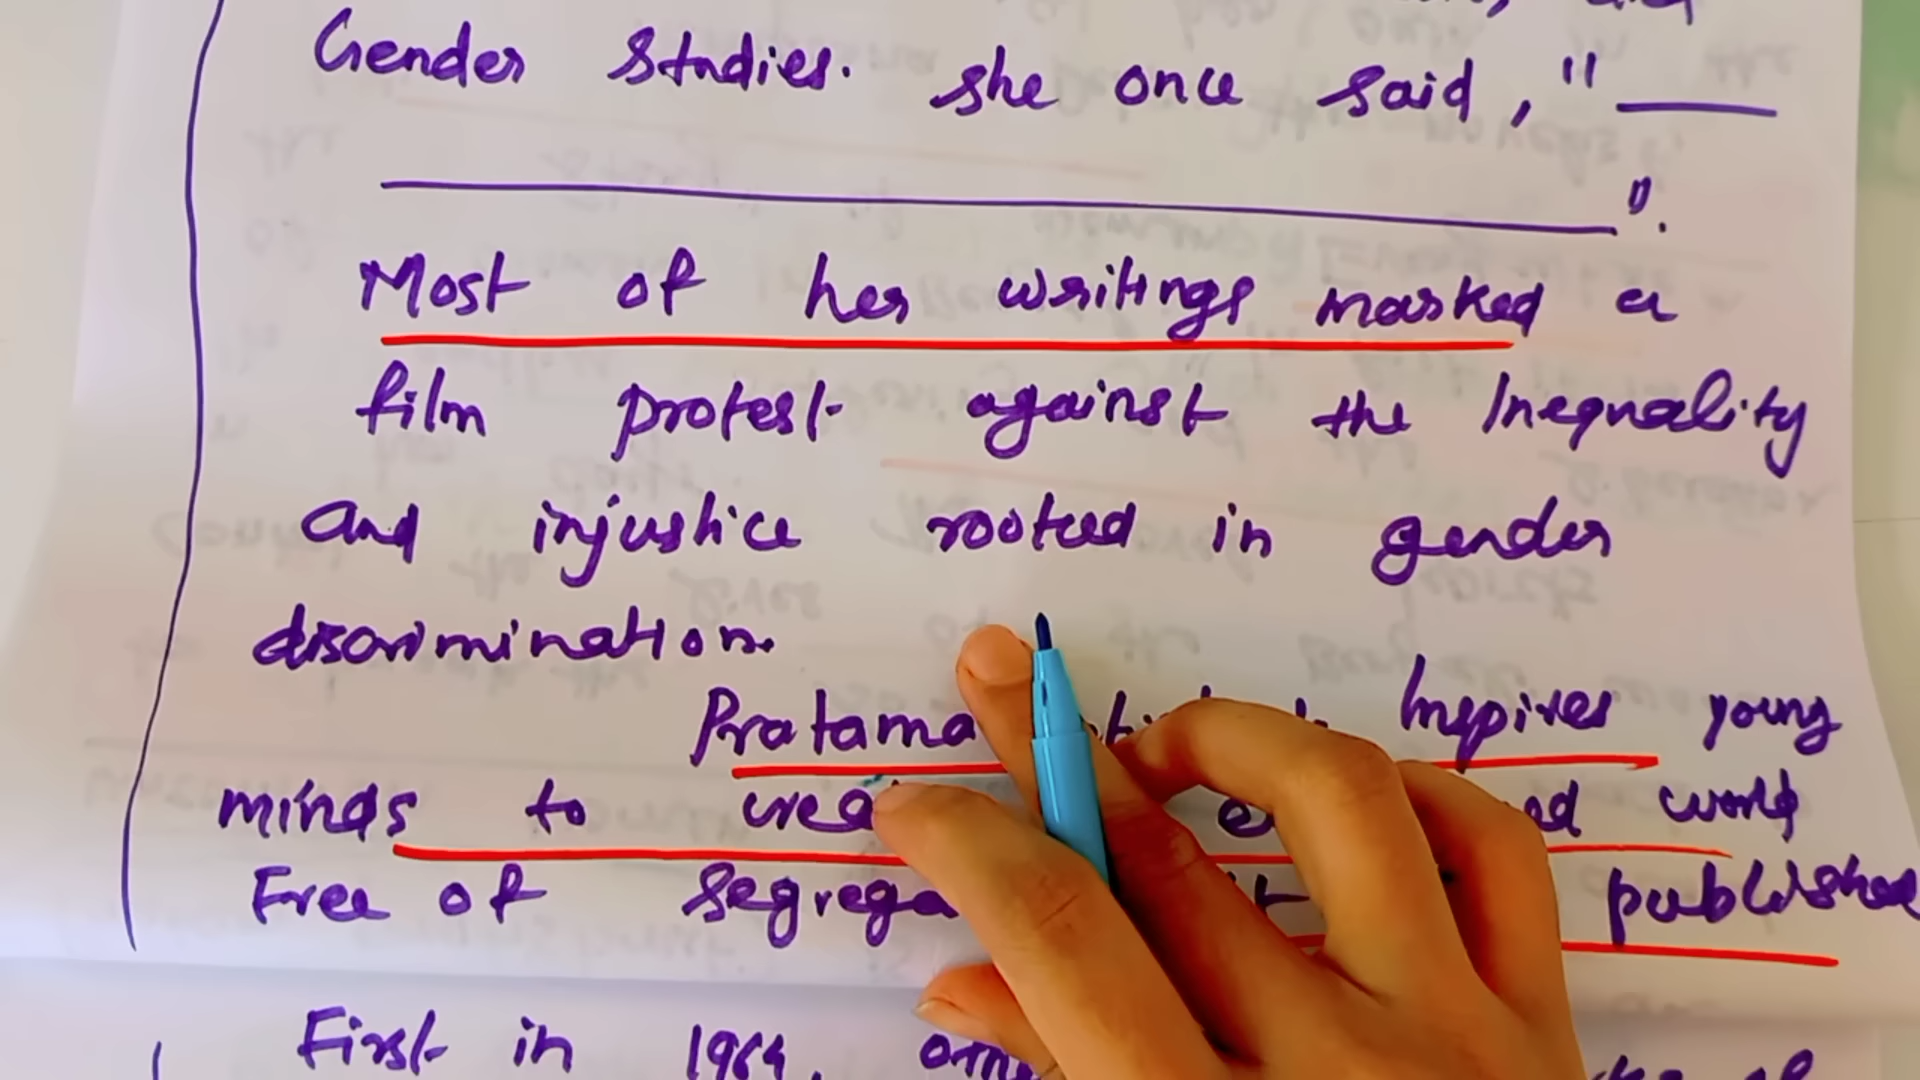 Gender Studies. she once said, "
".
Most of her writings marked a
film protest against the Inequality
and injustice rooted in gender
discrimination.
Inspires young
minds to world
Free of published
First in 1964,